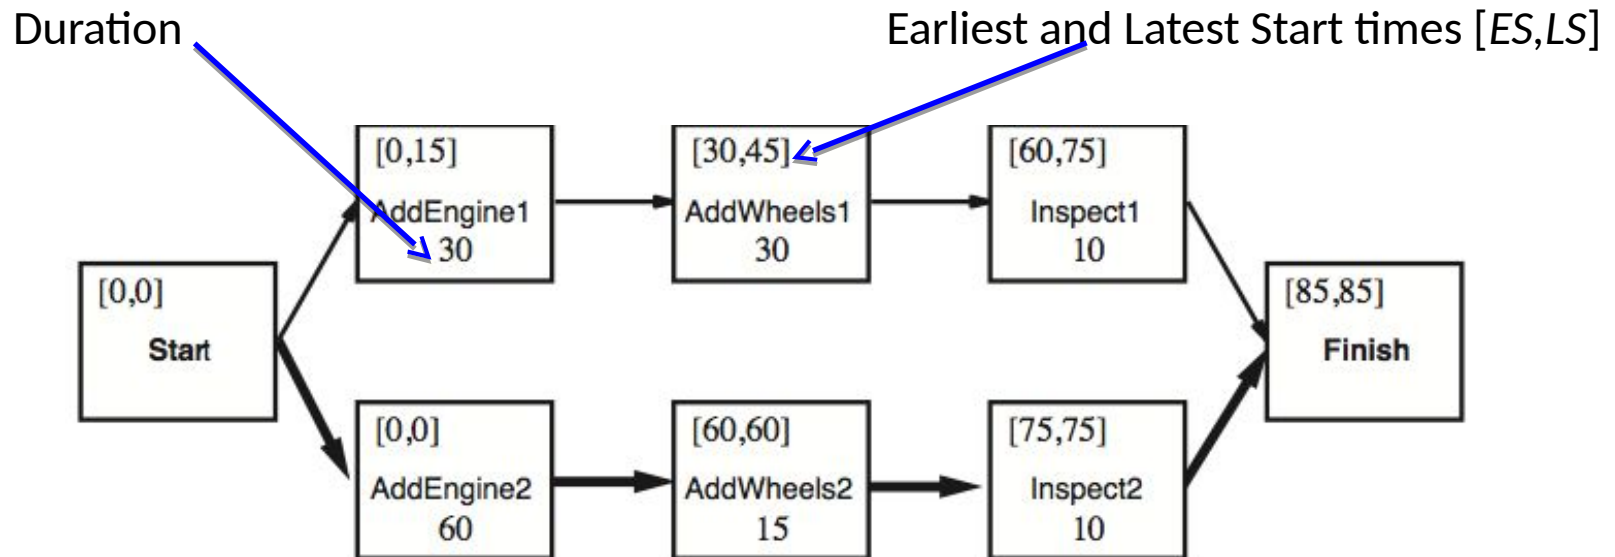 Duration
Earliest and Latest Start times [ES,LS]
[0,15]
AddEngine1
30
[30,45]
AddWheels1
30
[60,75]
Inspect1
10
[0,0]
Start
[85,85]
Finish
[0,0]
AddEngine2
60
[60,60]
AddWheels2
15
[75,75]
Inspect2
10